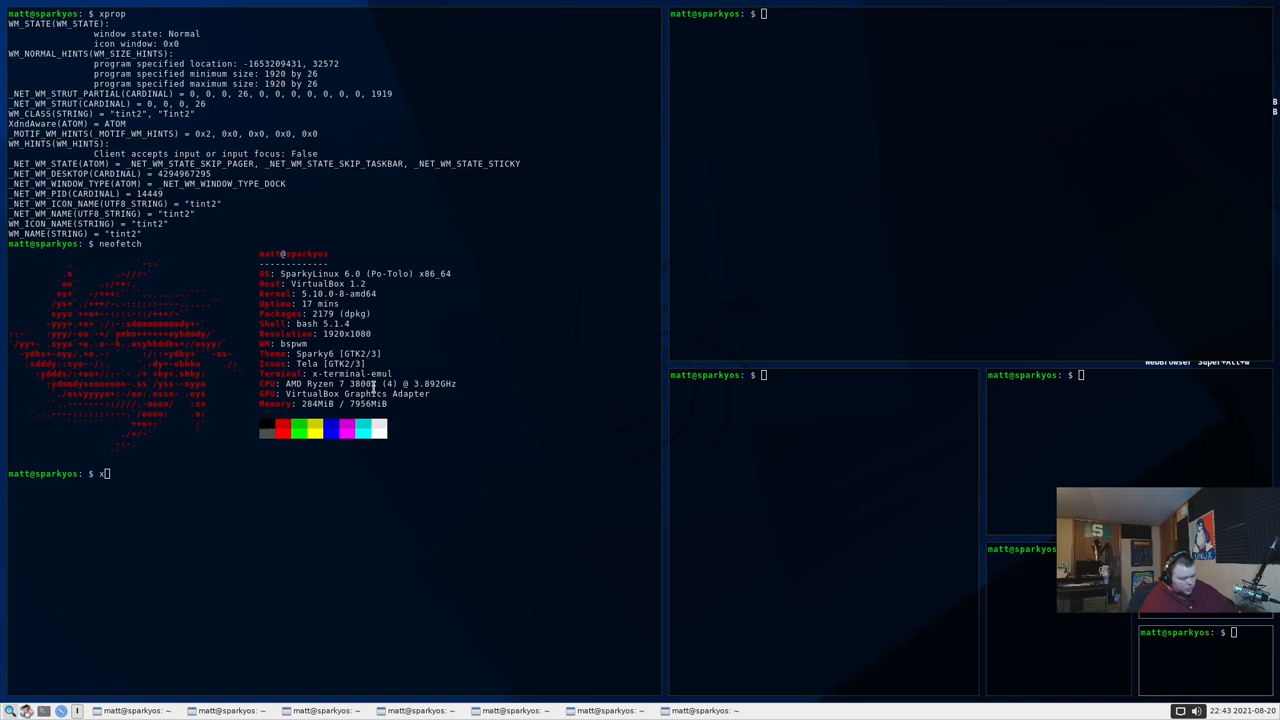 matt@sparkyos: $ xprop
WM_STATE(WM_STATE):
window state: Normal
icon window: 0x0
WM_NORMAL_HINTS(WM_SIZE_HINTS):
program specified location: -1653209431, 32572
program specified minimum size: 1920 by 26
program specified maximum size: 1920 by 26
_NET_WM_STRUT_PARTIAL(CARDINAL) = 0, 0, 0, 26, 0, 0, 0, 0, 0, 0, 0, 1919
_NET_WM_STRUT(CARDINAL) = 0, 0, 0, 26
WM_CLASS(STRING) = "tint2", "Tint2"
XdndAware(ATOM) = ATOM
_MOTIF_WM_HINTS(_MOTIF_WM_HINTS) = 0x2, 0x0, 0x0, 0x0, 0x0
WM_HINTS(WM_HINTS):
Client accepts input or input focus: False
_NET_WM_STATE(ATOM) = _NET_WM_STATE_SKIP_PAGER, _NET_WM_STATE_SKIP_TASKBAR, _NET_WM_STATE_STICKY
_NET_WM_DESKTOP(CARDINAL) = 4294967295
_NET_WM_WINDOW_TYPE(ATOM) = _NET_WM_WINDOW_TYPE_DOCK
_NET_WM_PID(CARDINAL) = 14449
_NET_WM_ICON_NAME(UTF8_STRING) = "tint2"
_NET_WM_NAME(UTF8_STRING) = "tint2"
WM_ICON_NAME(STRING) = "tint2"
WM_NAME(STRING) = "tint2"
matt@sparkyos: $ neofetch
matt@sparkyos
-------------
OS: SparkyLinux 6.0 (Po-Tolo) x86_64
Host: VirtualBox 1.2
Kernel: 5.10.0-8-amd64
Uptime: 17 mins
Packages: 2179 (dpkg)
Shell: bash 5.1.4
Resolution: 1920x1080
WM: bspwm
Theme: Sparky6 [GTK2/3]
Icons: Tela [GTK2/3]
Terminal: x-terminal-emul
CPU: AMD Ryzen 7 3800X (4) @ 3.892GHz
GPU: VirtualBox Graphics Adapter
Memory: 284MiB / 7956MiB
matt@sparkyos: $ x
matt@sparkyos: $
B
B
WebBrowser Super+Alt+W
matt@sparkyos: $
matt@sparkyos: $
matt@sparkyos
matt@sparkyos: $
S
LINUX
matt@sparkyos: ~
matt@sparkyos: ~
matt@sparkyos: ~
matt@sparkyos: ~
matt@sparkyos: ~
matt@sparkyos: ~
matt@sparkyos: ~
22:43 2021-08-20